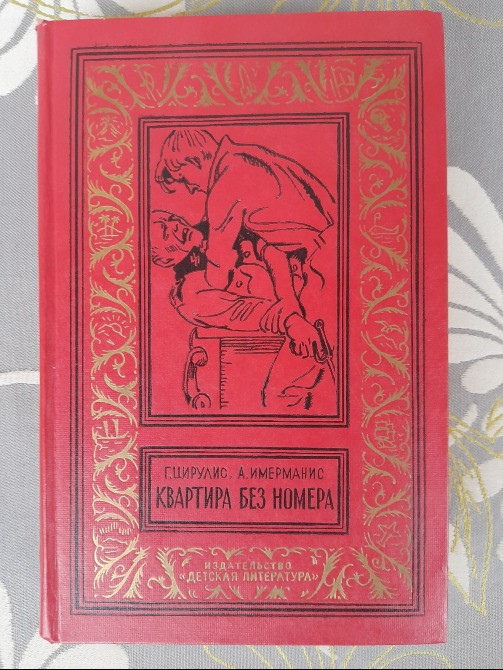 Г. ЦИРУЛИС, А. ИМЕРМАНИС
КВАРТИРА БЕЗ НОМЕРА
ИЗДАТЕЛЬСТВО
«ДЕТСКАЯ ЛИТЕРАТУРА»